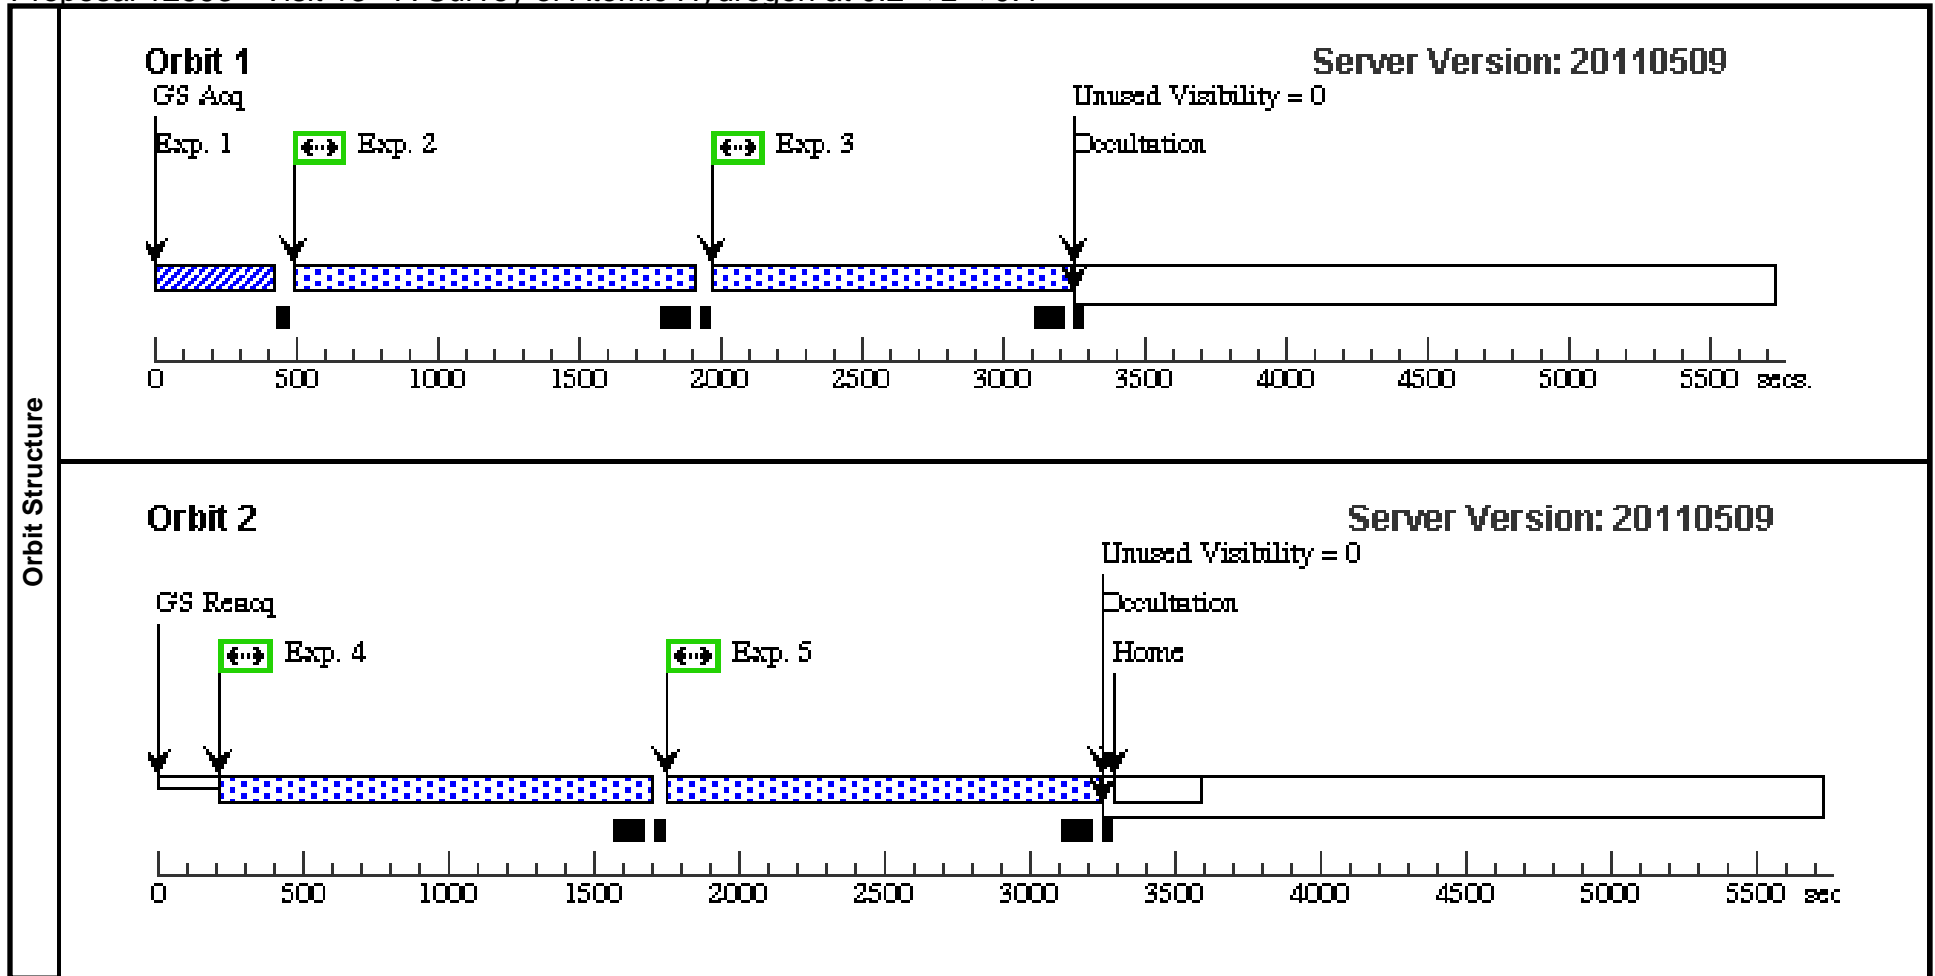 Orbit Structure
Orbit 1
Server Version: 20110509
GS Acq
Unused Visibility = 0
Exp. 1
Exp. 2
Exp. 3
Occultation
0 500 1000 1500 2000 2500 3000 3500 4000 4500 5000 5500 secs.
Orbit 2
Server Version: 20110509
Unused Visibility = 0
GS Reacq
Occultation
Exp. 4
Exp. 5
Home
0 500 1000 1500 2000 2500 3000 3500 4000 4500 5000 5500 sec